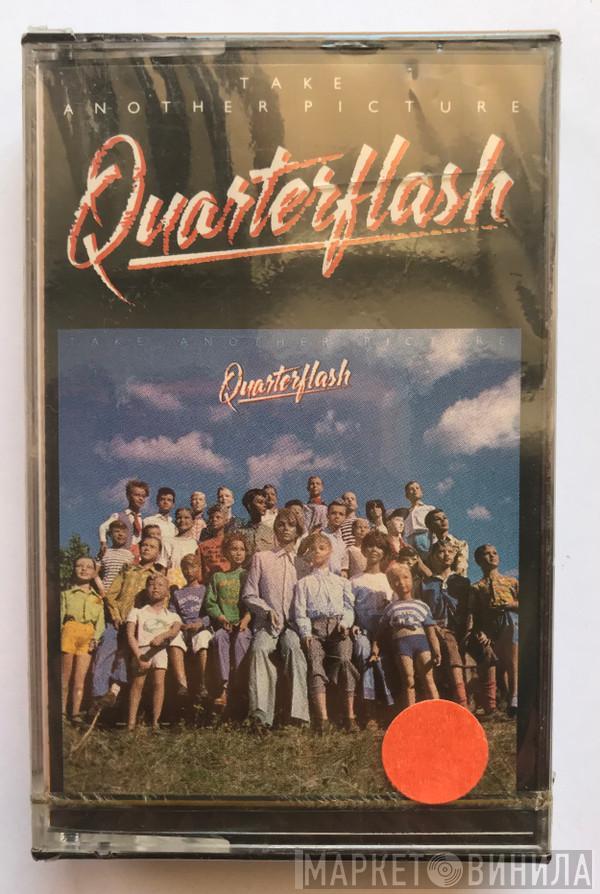 TAKE
ANOTHER PICTURE
Quarterflash
TAKE ANOTHER PICTURE
Quarterflash
МАРКЕТ ВИНИЛА